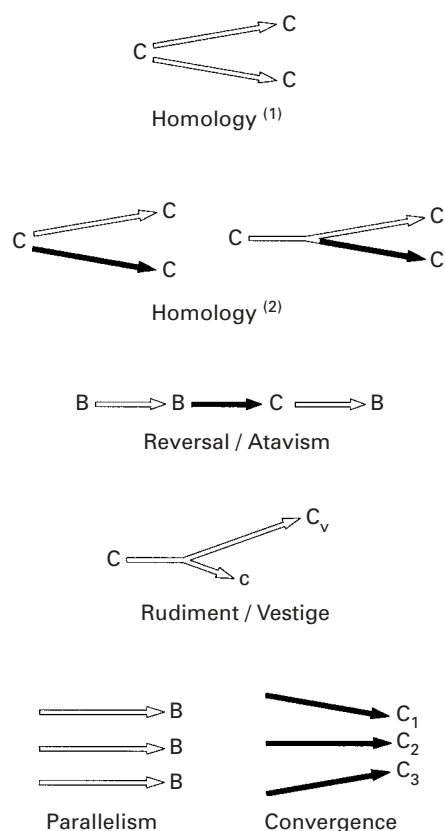 C
C C
Homology (1)
C
C
C C
C
C
Homology (2)
B B C B
Reversal / Atavism
Cv
C
c
Rudiment / Vestige
B
B
B
C1
C2
C3
Parallelism Convergence